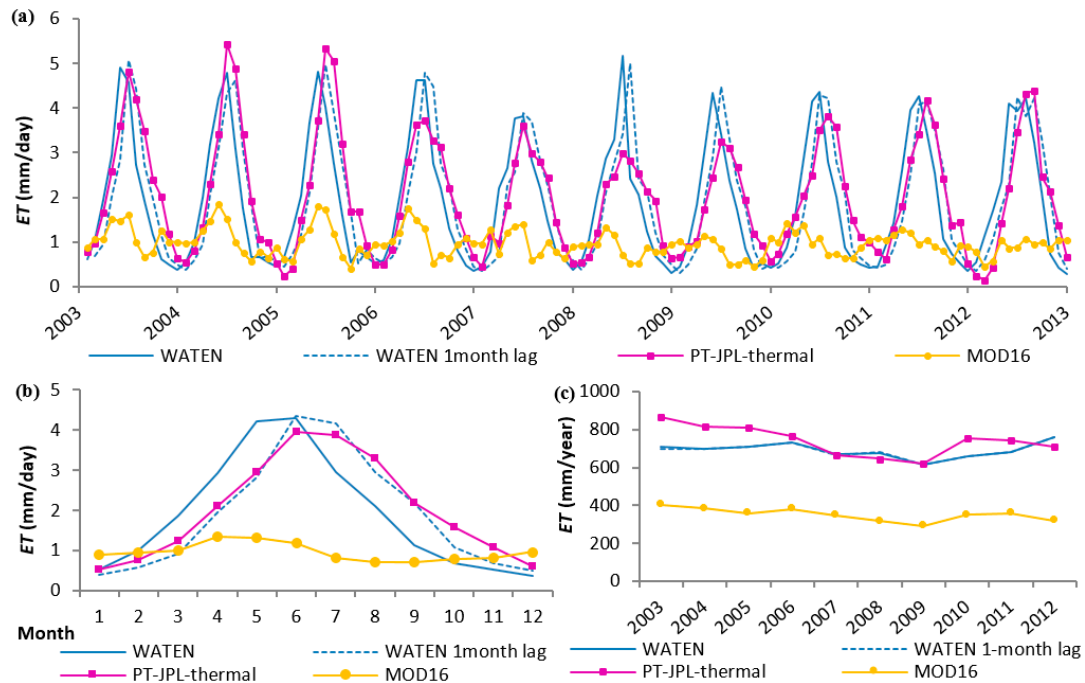 (a)
ET (mm/day)
6
5
4
3
2
1
0
2003 2004 2005 2006 2007 2008 2009 2010 2011 2012 2013
WATEN WATEN 1month lag PT-JPL-thermal MOD16
(b)
ET (mm/day)
5
4
3
2
1
0
1 2 3 4 5 6 7 8 9 10 11 12
Month
WATEN WATEN 1month lag
PT-JPL-thermal MOD16
(c)
ET (mm/year)
1000
800
600
400
200
0
2003 2004 2005 2006 2007 2008 2009 2010 2011 2012
WATEN WATEN 1-month lag
PT-JPL-thermal MOD16